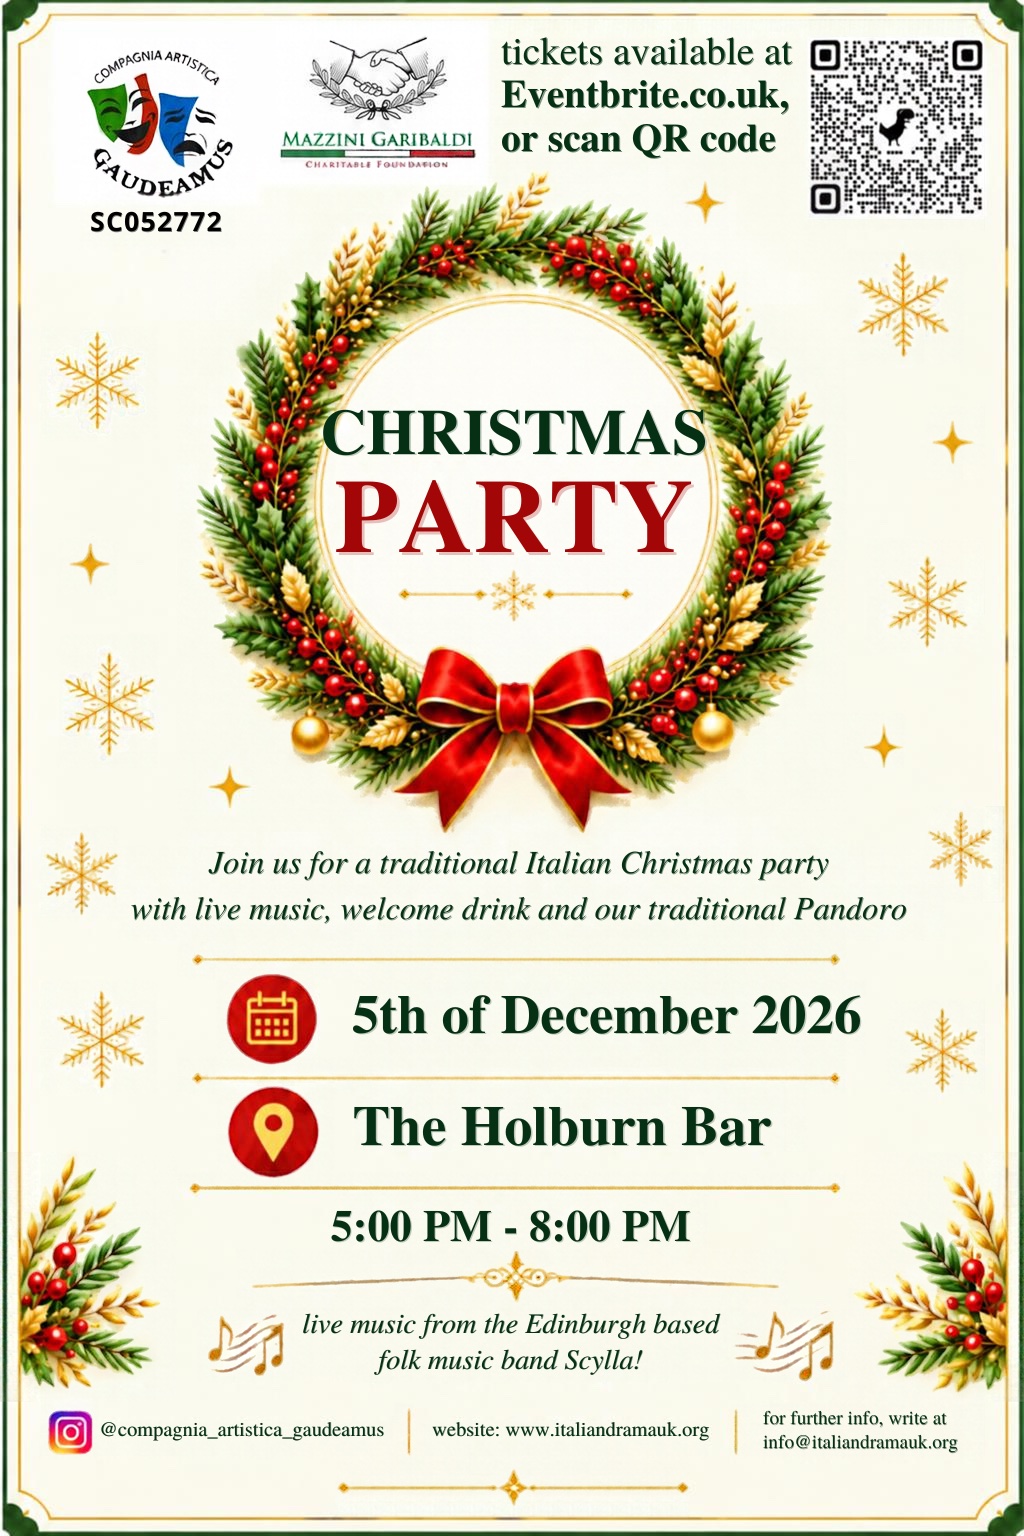 COMPAGNIA ARTISTICA
GAUDEAMUS
SC052772
MAZZINI GARIBALDI
CHARITABLE FOUNDATION
tickets available at
Eventbrite.co.uk,
or scan QR code
CHRISTMAS
PARTY
Join us for a traditional Italian Christmas party
with live music, welcome drink and our traditional Pandoro
5th of December 2026
The Holburn Bar
5:00 PM - 8:00 PM
live music from the Edinburgh based
folk music band Scylla!
@compagnia_artistica_gaudeamus
website: www.italiandramauk.org
for further info, write at
info@italiandramauk.org